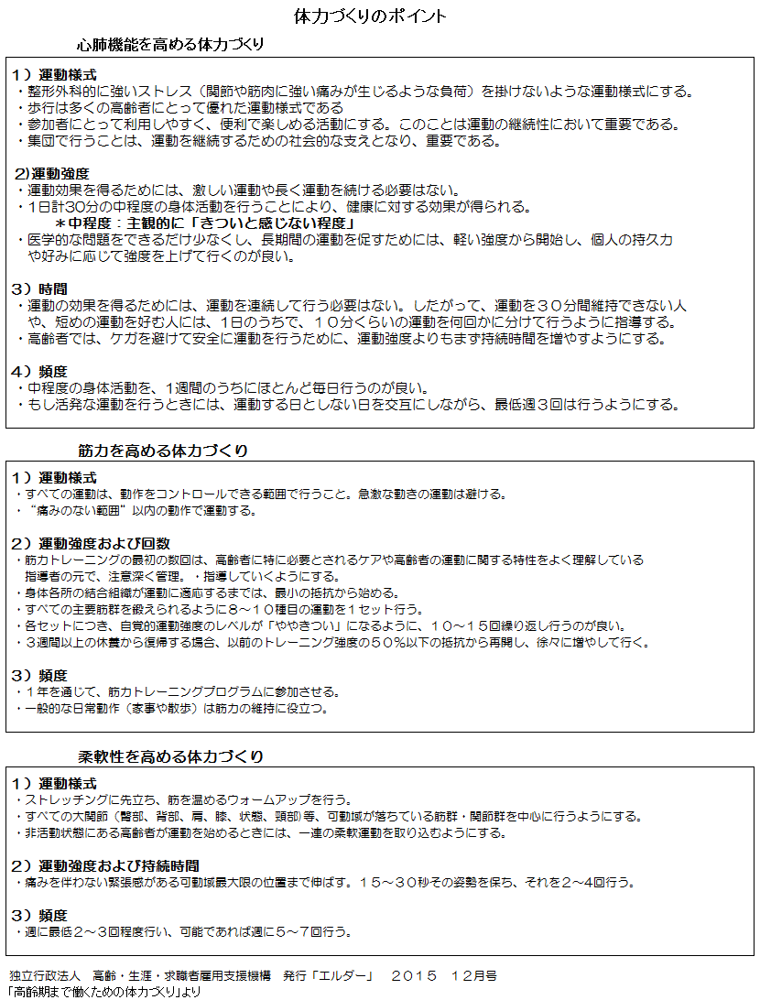 体力づくりのポイント
心肺機能を高める体力づくり
１）運動様式
・整形外科的に強いストレス（関節や筋肉に強い痛みが生じるような負荷）を掛けないような運動様式にする。
・歩行は多くの高齢者にとって優れた運動様式である
・参加者にとって利用しやすく、便利で楽しめる活動にする。このことは運動の継続性において重要である。
・集団で行うことは、運動を継続するための社会的な支えとなり、重要である。
2)運動強度
・運動効果を得るためには、激しい運動や長く運動を続ける必要はない。
・1日計30分の中程度の身体活動を行うことにより、健康に対する効果が得られる。
＊中程度：主観的に「きついと感じない程度」
・医学的な問題をできるだけ少なくし、長期間の運動を促すためには、軽い強度から開始し、個人の持久力
や好みに応じて強度を上げて行くのが良い。
３）時間
・運動の効果を得るためには、運動を連続して行う必要はない。したがって、運動を３０分間維持できない人
や、短めの運動を好む人には、1日のうちで、１０分くらいの運動を何回かに分けて行うように指導する。
・高齢者では、ケガを避けて安全に運動を行うために、運動強度よりもまず持続時間を増やすようにする。
４）頻度
・中程度の身体活動を、1週間のうちにほとんど毎日行うのが良い。
・もし活発な運動を行うときには、運動する日としない日を交互にしながら、最低週３回は行うようにする。
筋力を高める体力づくり
１）運動様式
・すべての運動は、動作をコントロールできる範囲で行うこと。急激な動きの運動は避ける。
・“痛みのない範囲”以内の動作で運動する。
２）運動強度および回数
・筋力トレーニングの最初の数回は、高齢者に特に必要とされるケアや高齢者の運動に関する特性をよく理解している
指導者の元で、注意深く管理。・指導していくようにする。
・身体各所の結合組織が運動に適応するまでは、最小の抵抗から始める。
・すべての主要筋群を鍛えられるように８～１０種目の運動を１セット行う。
・各セットにつき、自覚的運動強度のレベルが「ややきつい」になるように、１０～１５回繰り返し行うのが良い。
・３週間以上の休養から復帰する場合、以前のトレーニング強度の５０％以下の抵抗から再開し、徐々に増やして行く。
３）頻度
・１年を通じて、筋力トレーニングプログラムに参加させる。
・一般的な日常動作（家事や散歩）は筋力の維持に役立つ。
柔軟性を高める体力づくり
１）運動様式
・ストレッチングに先立ち、筋を温めるウォームアップを行う。
・すべての大関節（臀部、背部、肩、膝、状態、頸部)等、可動域が落ちている筋群・関節群を中心に行うようにする。
・非活動状態にある高齢者が運動を始めるときには、一連の柔軟運動を取り込むようにする。
２）運動強度および持続時間
・痛みを伴わない緊張感がある可動域最大限の位置まで伸ばす。１５～３０秒その姿勢を保ち、それを２～4回行う。
３）頻度
・週に最低２～３回程度行い、可能であれば週に５～７回行う。
独立行政法人　高齢・生涯・求職者雇用支援機構　発行「エルダー」　２０１５　１２月号
「高齢期まで働くための体力づくり」より